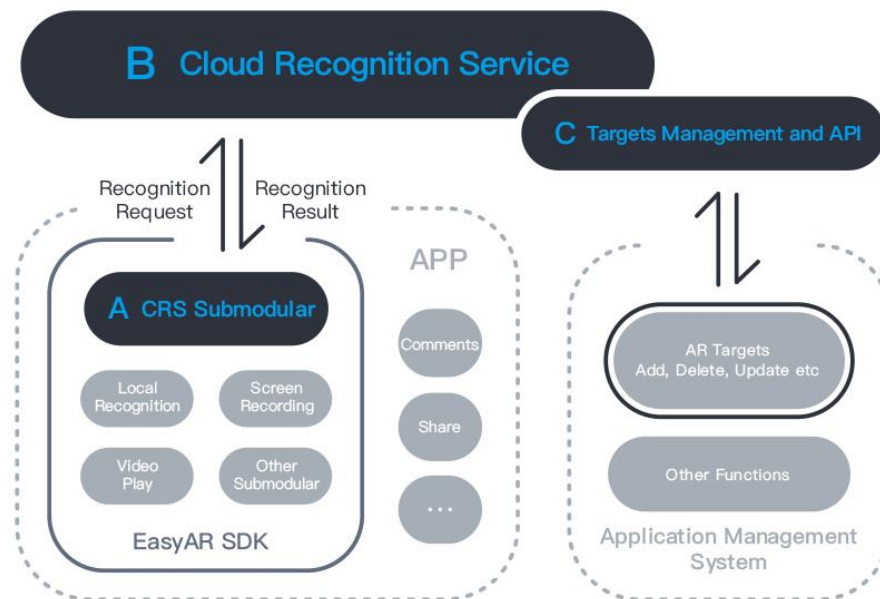 B Cloud Recognition Service
C Targets Management and API
Recognition
Request
Recognition
Result
APP
A CRS Submodular
Local
Recognition
Screen
Recording
Video
Play
Other
Submodular
EasyAR SDK
Comments
Share
...
AR Targets
Add, Delete, Update etc
Other Functions
Application Management
System